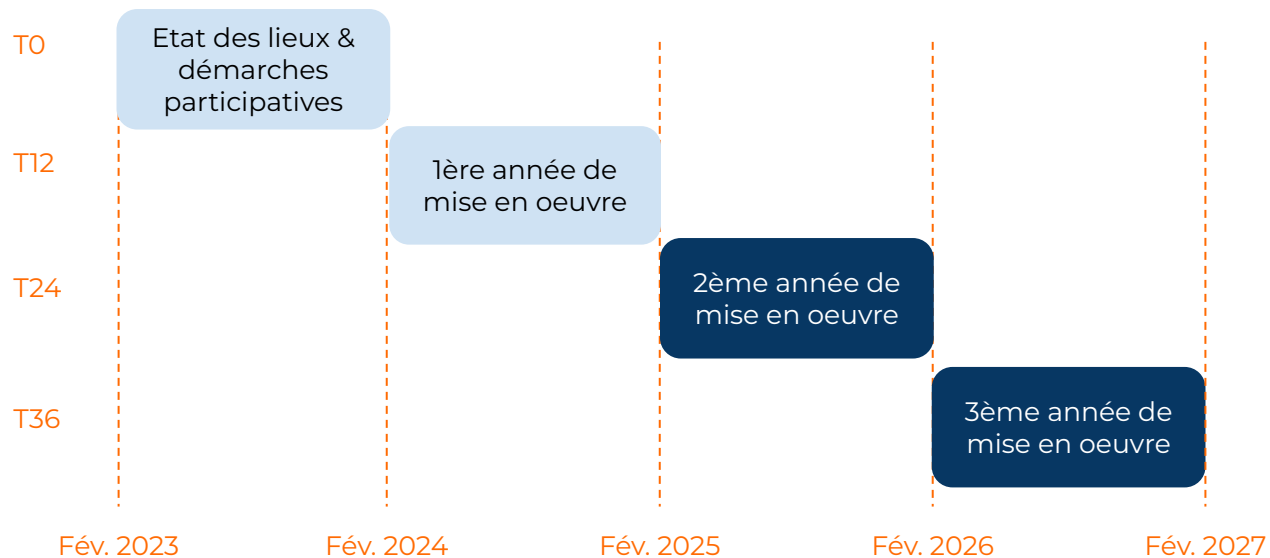 T0
Etat des lieux &
démarches
participatives
T12
1ère année de
mise en oeuvre
T24
2ème année de
mise en oeuvre
T36
3ème année de
mise en oeuvre
Fév. 2023
Fév. 2024
Fév. 2025
Fév. 2026
Fév. 2027